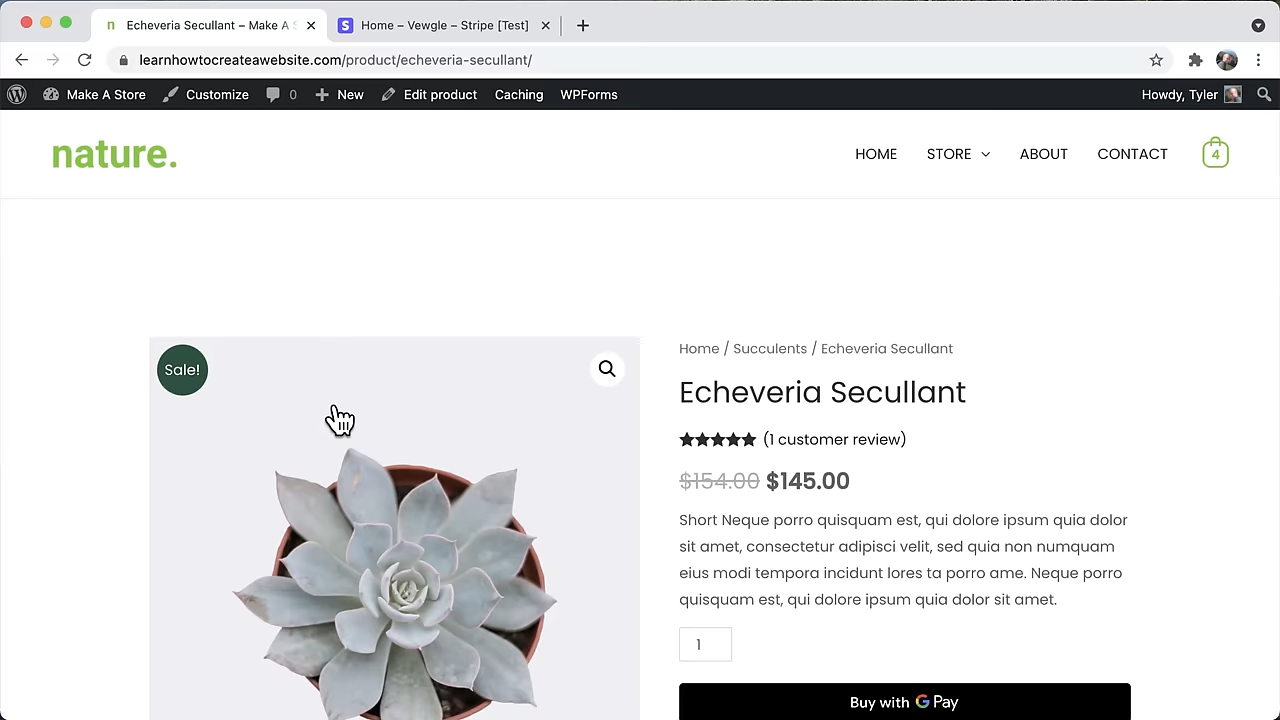 Echeveria Secullant – Make A S
Home – Vewgle – Stripe [Test]
learnhowtocreateawebsite.com/product/echeveria-secullant/
Make A Store
Customize
0
New
Edit product
Caching
WPForms
Howdy, Tyler
nature.
HOME
STORE
ABOUT
CONTACT
4
Sale!
Home / Succulents / Echeveria Secullant
Echeveria Secullant
(1 customer review)
$154.00 $145.00
Short Neque porro quisquam est, qui dolore ipsum quia dolor
sit amet, consectetur adipisci velit, sed quia non numquam
eius modi tempora incidunt lores ta porro ame. Neque porro
quisquam est, qui dolore ipsum quia dolor sit amet.
1
Buy with G Pay